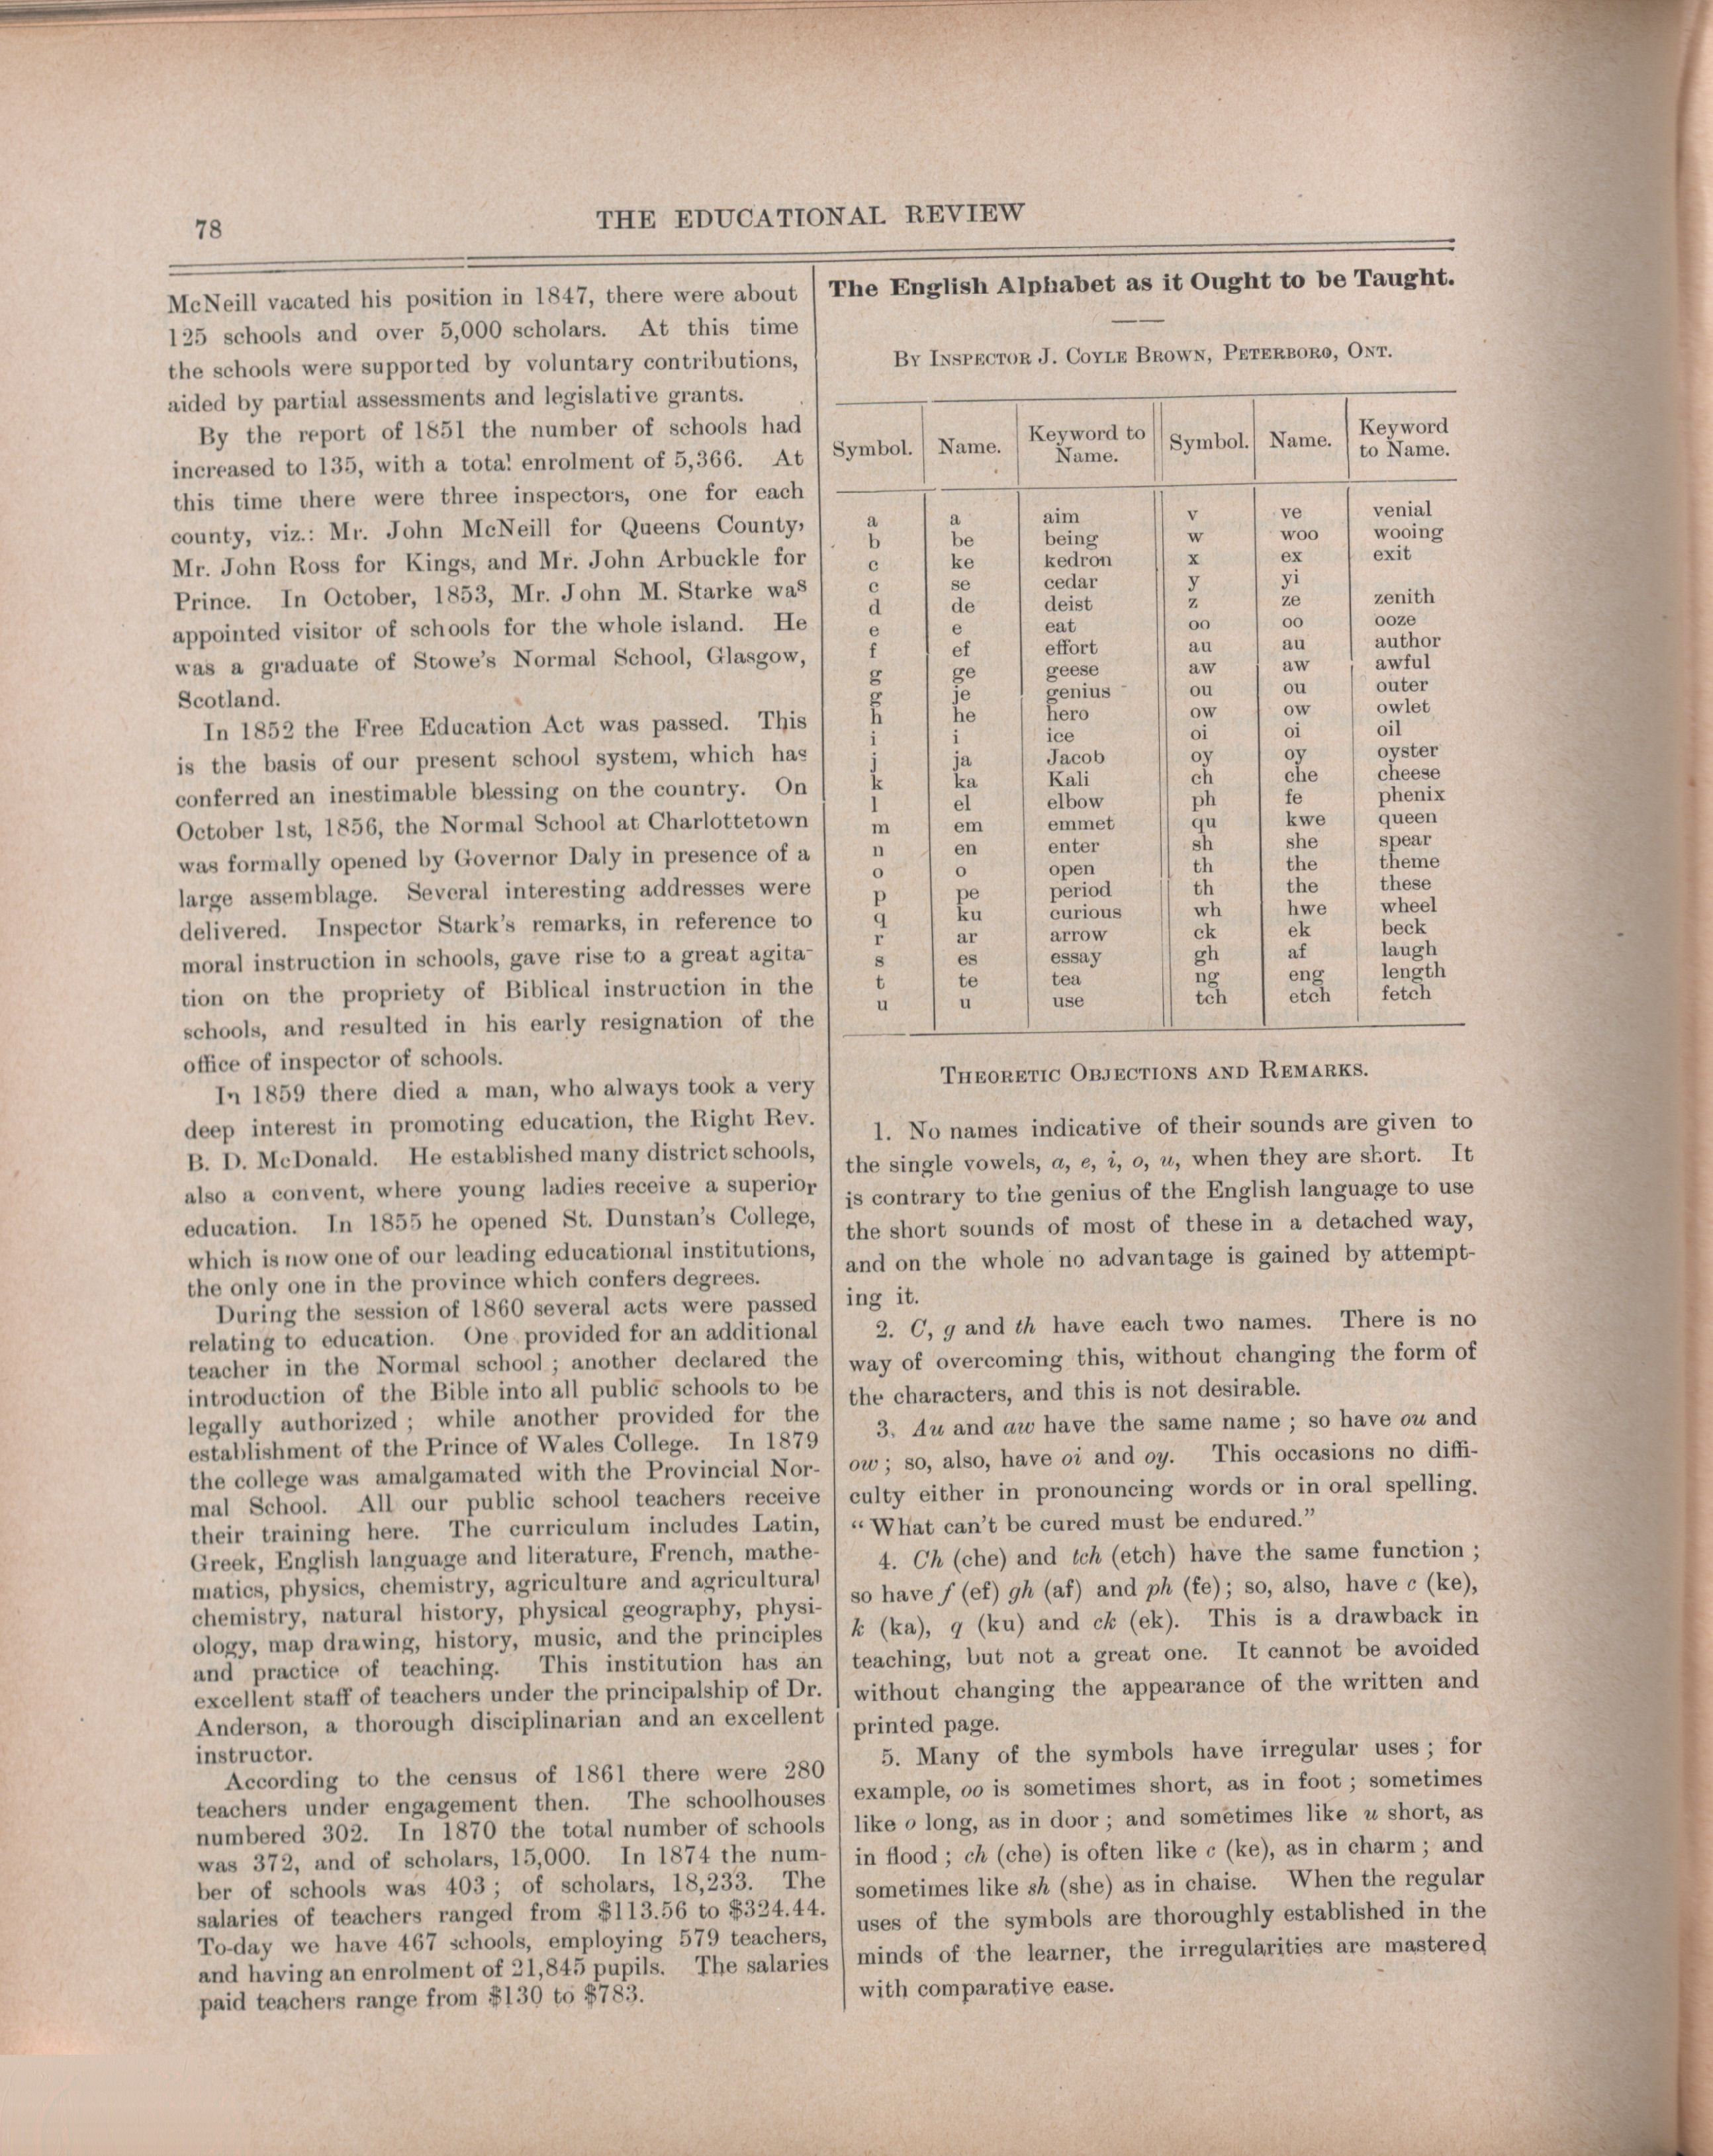 78
THE EDUCATIONAL REVIEW
McNeill vacated his position in 1847, there were about
125 schools and over 5,000 scholars. At this time
the schools were supported by voluntary contributions,
aided by partial assessments and legislative grants.
By the report of 1851 the number of schools had
increased to 135, with a total enrolment of 5,366. At
this time there were three inspectors, one for each
county, viz.: Mr. John McNeill for Queens County,
Mr. John Ross for Kings, and Mr. John Arbuckle for
Prince. In October, 1853, Mr. John M. Starke was
appointed visitor of schools for the whole island. He
was a graduate of Stowe's Normal School, Glasgow,
Scotland.
In 1852 the Free Education Act was passed. This
is the basis of our present school system, which has
conferred an inestimable blessing on the country. On
October 1st, 1856, the Normal School at Charlottetown
was formally opened by Governor Daly in presence of a
large assemblage. Several interesting addresses were
delivered. Inspector Stark's remarks, in reference to
moral instruction in schools, gave rise to a great agita-
tion on the propriety of Biblical instruction in the
schools, and resulted in his early resignation of the
office of inspector of schools.
In 1859 there died a man, who always took a very
deep interest in promoting education, the Right Rev.
B. D. McDonald. He established many district schools,
also a convent, where young ladies receive a superior
education. In 1855 he opened St. Dunstan's College,
which is now one of our leading educational institutions,
the only one in the province which confers degrees.
During the session of 1860 several acts were passed
relating to education. One provided for an additional
teacher in the Normal school ; another declared the
introduction of the Bible into all public schools to be
legally authorized ; while another provided for the
establishment of the Prince of Wales College. In 1879
the college was amalgamated with the Provincial Nor-
mal School. All our public school teachers receive
their training here. The curriculum includes Latin,
Greek, English language and literature, French, mathe-
matics, physics, chemistry, agriculture and agricultural
chemistry, natural history, physical geography, physi-
ology, map drawing, history, music, and the principles
and practice of teaching. This institution has an
excellent staff of teachers under the principalship of Dr.
Anderson, a thorough disciplinarian and an excellent
instructor.
According to the census of 1861 there were 280
teachers under engagement then. The schoolhouses
numbered 302. In 1870 the total number of schools
was 372, and of scholars, 15,000. In 1874 the num-
ber of schools was 403 ; of scholars, 18,233. The
salaries of teachers ranged from $113.56 to $324.44.
To-day we have 467 schools, employing 579 teachers,
and having an enrolment of 21,845 pupils. The salaries
paid teachers range from $130 to $783.
The English Alphabet as it Ought to be Taught.
BY INSPECTOR J. COYLE BROWN, PETERBORO, ONT.
Symbol. Name. Keyword to Name. Symbol. Name. Keyword to Name.
a a aim v ve venial
b be being w woo wooing
c ke kedron x ex exit
c se cedar y yi
d de deist z ze zenith
e e eat oo oo ooze
f ef effort au au author
g ge geese aw aw awful
g je genius ou ou outer
h he hero ow ow owlet
i i ice oi oi oil
j ja Jacob oy oy oyster
k ka Kali ch che cheese
l el elbow ph fe phenix
m em emmet qu kwe queen
n en enter sh she spear
o o open th the theme
p pe period th the these
q ku curious wh hwe wheel
r ar arrow ck ek beck
s es essay gh af laugh
t te tea ng eng length
u u use tch etch fetch
THEORETIC OBJECTIONS AND REMARKS.
1. No names indicative of their sounds are given to
the single vowels, a, e, i, o, u, when they are short. It
is contrary to the genius of the English language to use
the short sounds of most of these in a detached way,
and on the whole no advantage is gained by attempt-
ing it.
2. C, g and th have each two names. There is no
way of overcoming this, without changing the form of
the characters, and this is not desirable.
3. Au and aw have the same name ; so have ou and
ow ; so, also, have oi and oy. This occasions no diffi-
culty either in pronouncing words or in oral spelling.
“ What can't be cured must be endured.”
4. Ch (che) and tch (etch) have the same function ;
so have f (ef) gh (af) and ph (fe) ; so, also, have c (ke),
k (ka), q (ku) and ck (ek). This is a drawback in
teaching, but not a great one. It cannot be avoided
without changing the appearance of the written and
printed page.
5. Many of the symbols have irregular uses ; for
example, oo is sometimes short, as in foot ; sometimes
like o long, as in door ; and sometimes like u short, as
in flood ; ch (che) is often like c (ke), as in charm ; and
sometimes like sh (she) as in chaise. When the regular
uses of the symbols are thoroughly established in the
minds of the learner, the irregularities are mastered
with comparative ease.